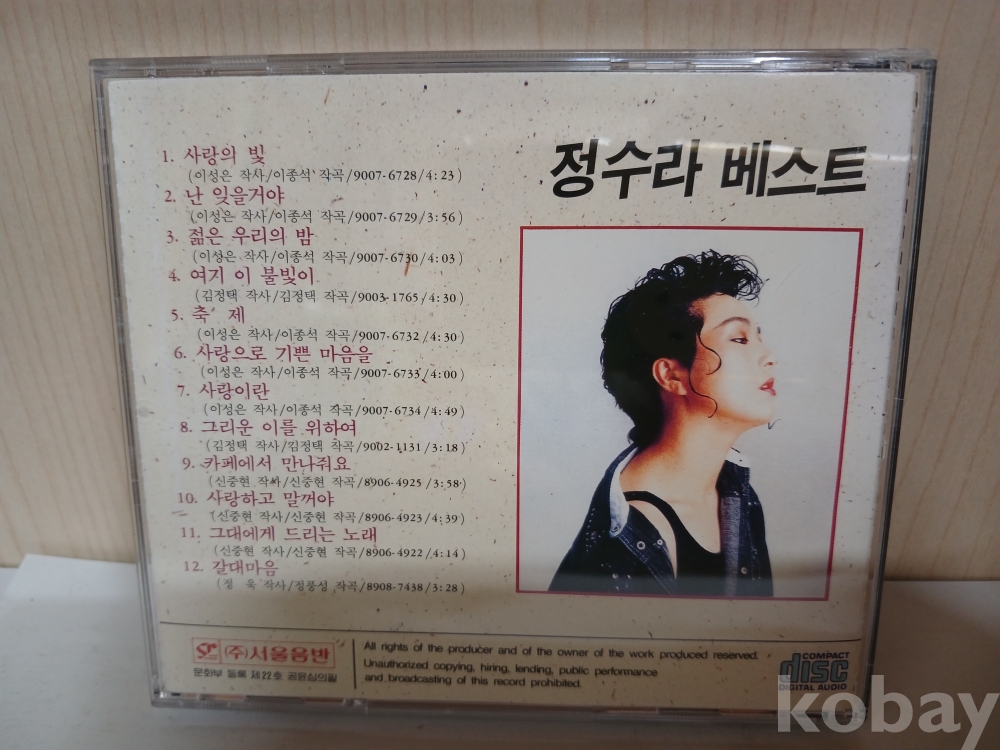 정수라 베스트
1. 사랑의 빛
(이성은 작사/이종석 작곡/9007-6728/4:23)
2. 난 잊을거야
(이성은 작사/이종석 작곡/9007-6729/3:56)
3. 젊은 우리의 밤
(이성은 작사/이종석 작곡/9007-6730/4:03)
4. 여기 이 불빛이
(김정택 작사/김정택 작곡/9003-1765/4:30)
5. 축 제
(이성은 작사/이종석 작곡/9007-6732/4:30)
6. 사랑으로 기쁜 마음을
(이성은 작사/이종석 작곡/9007-6733/4:00)
7. 사랑이란
(이성은 작사/이종석 작곡/9007-6734/4:49)
8. 그리운 이를 위하여
(김정택 작사/김정택 작곡/9002-1131/3:18)
9. 카페에서 만나줘요
(신중현 작사/신중현 작곡/8906-4925/3:58)
10. 사랑하고 말꺼야
(신중현 작사/신중현 작곡/8906-4923/4:39)
11. 그대에게 드리는 노래
(신중현 작사/신중현 작곡/8906-4922/4:14)
12. 갈대마음
(정 욱 작사/정풍성 작곡/8908-7438/3:28)
(주)서울음반
문화부 등록 제22호 공윤심의필
All rights of the producer and of the owner of the work produced reserved.
Unauthorized copying, hiring, lending, public performance
and broadcasting of this record prohibited.
COMPACT
disc
DIGITAL AUDIO
kobay